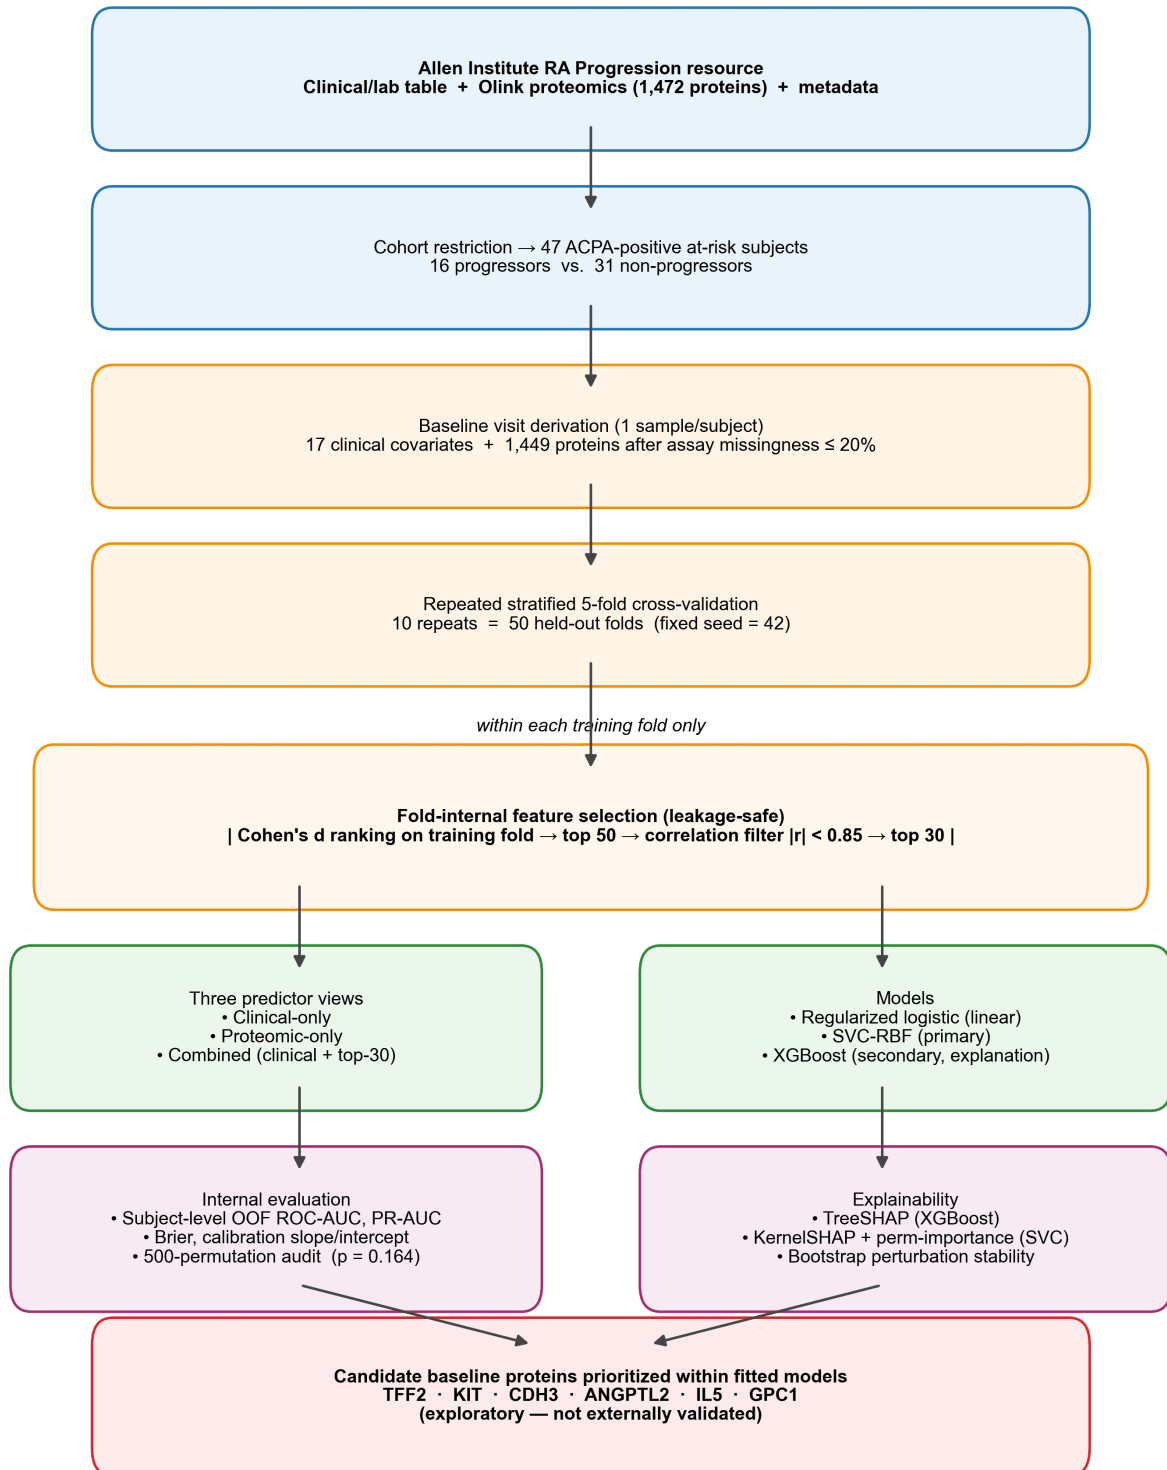 Allen Institute RA Progression resource
Clinical/lab table + Olink proteomics (1,472 proteins) + metadata
Cohort restriction → 47 ACPA-positive at-risk subjects
16 progressors vs. 31 non-progressors
Baseline visit derivation (1 sample/subject)
17 clinical covariates + 1,449 proteins after assay missingness ≤ 20%
Repeated stratified 5-fold cross-validation
10 repeats = 50 held-out folds (fixed seed = 42)
within each training fold only
Fold-internal feature selection (leakage-safe)
| Cohen's d ranking on training fold → top 50 → correlation filter |r| < 0.85 → top 30 |
Three predictor views
• Clinical-only
• Proteomic-only
• Combined (clinical + top-30)
Models
• Regularized logistic (linear)
• SVC-RBF (primary)
• XGBoost (secondary, explanation)
Internal evaluation
• Subject-level OOF ROC-AUC, PR-AUC
• Brier, calibration slope/intercept
• 500-permutation audit (p = 0.164)
Explainability
• TreeSHAP (XGBoost)
• KernelSHAP + perm-importance (SVC)
• Bootstrap perturbation stability
Candidate baseline proteins prioritized within fitted models
TFF2 · KIT · CDH3 · ANGPTL2 · IL5 · GPC1
(exploratory — not externally validated)